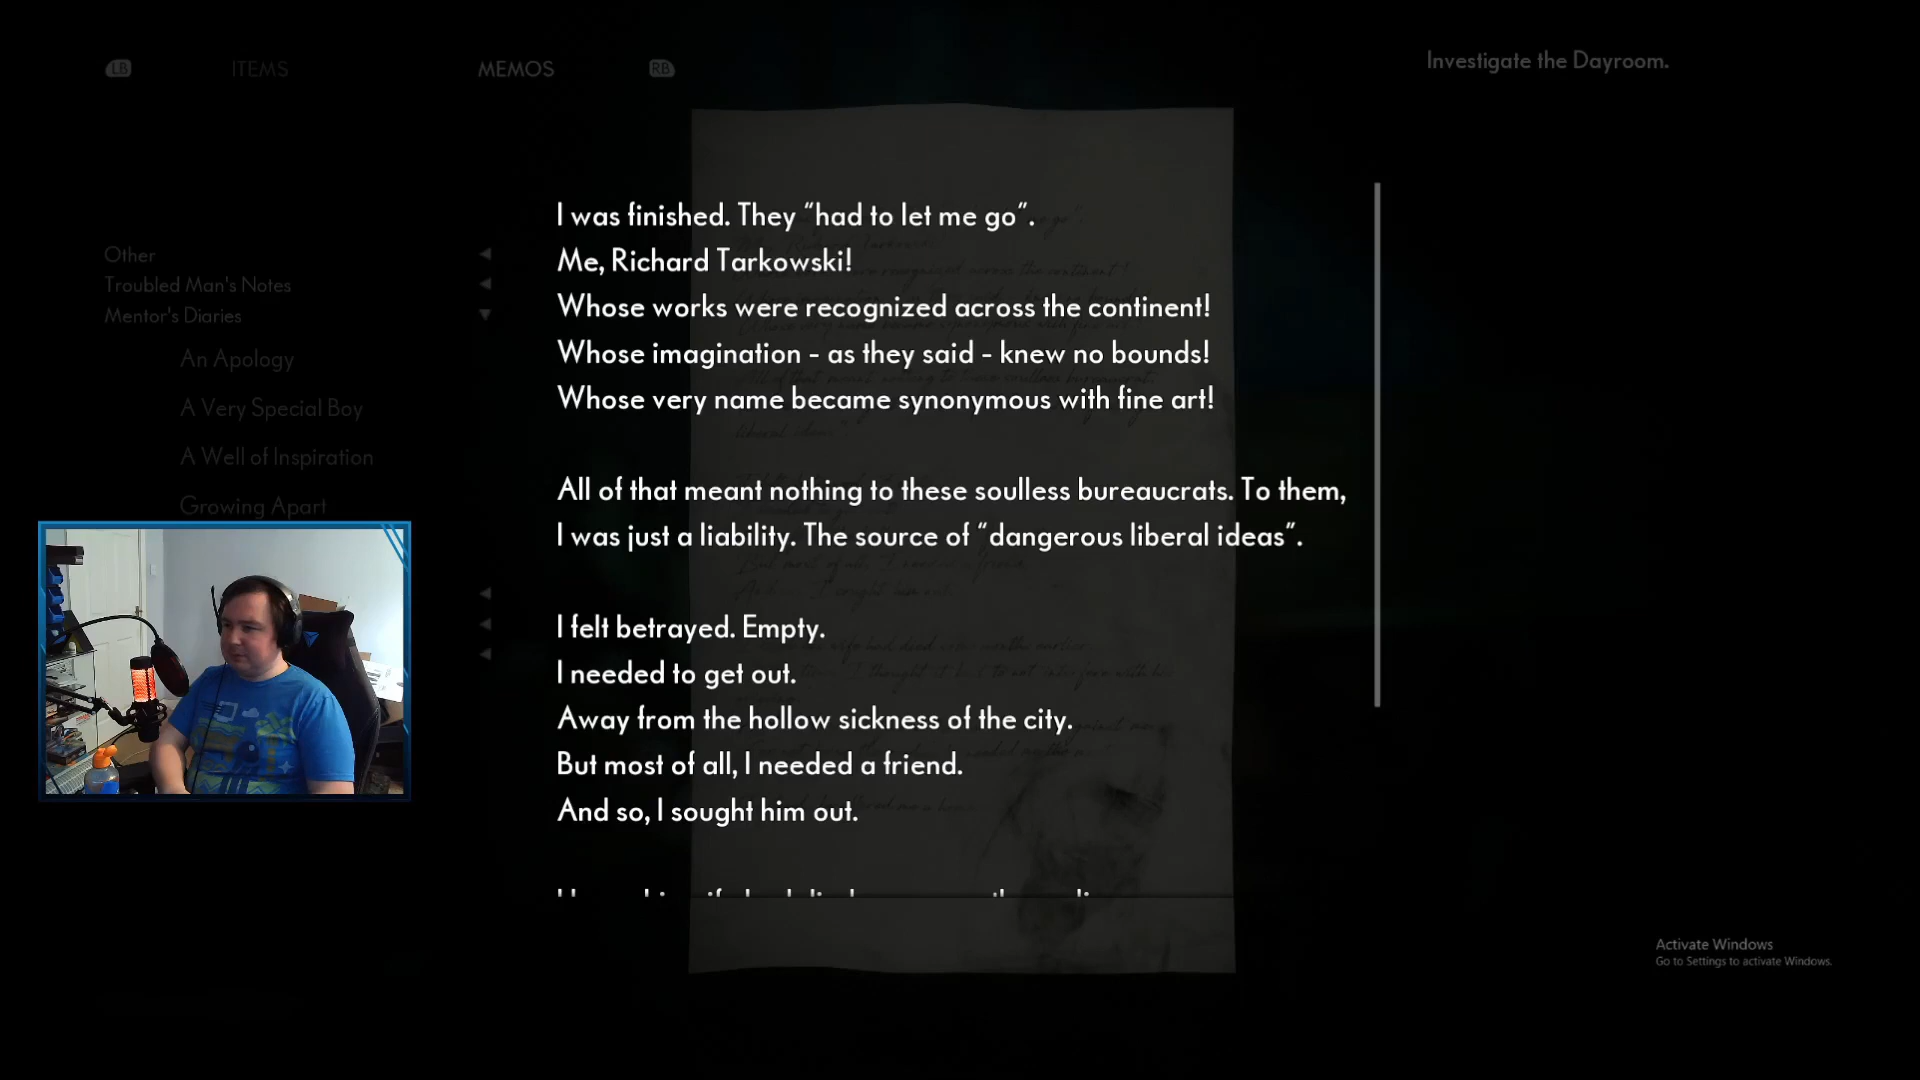 LB
ITEMS
MEMOS
RB
Investigate the Dayroom.
Other
Troubled Man's Notes
Mentor's Diaries
An Apology
A Very Special Boy
A Well of Inspiration
Growing Apart
I was finished. They “had to let me go”.
Me, Richard Tarkowski!
Whose works were recognized across the continent!
Whose imagination - as they said - knew no bounds!
Whose very name became synonymous with fine art!
All of that meant nothing to these soulless bureaucrats. To them,
I was just a liability. The source of “dangerous liberal ideas”.
I felt betrayed. Empty.
I needed to get out.
Away from the hollow sickness of the city.
But most of all, I needed a friend.
And so, I sought him out.
Activate Windows
Go to Settings to activate Windows.